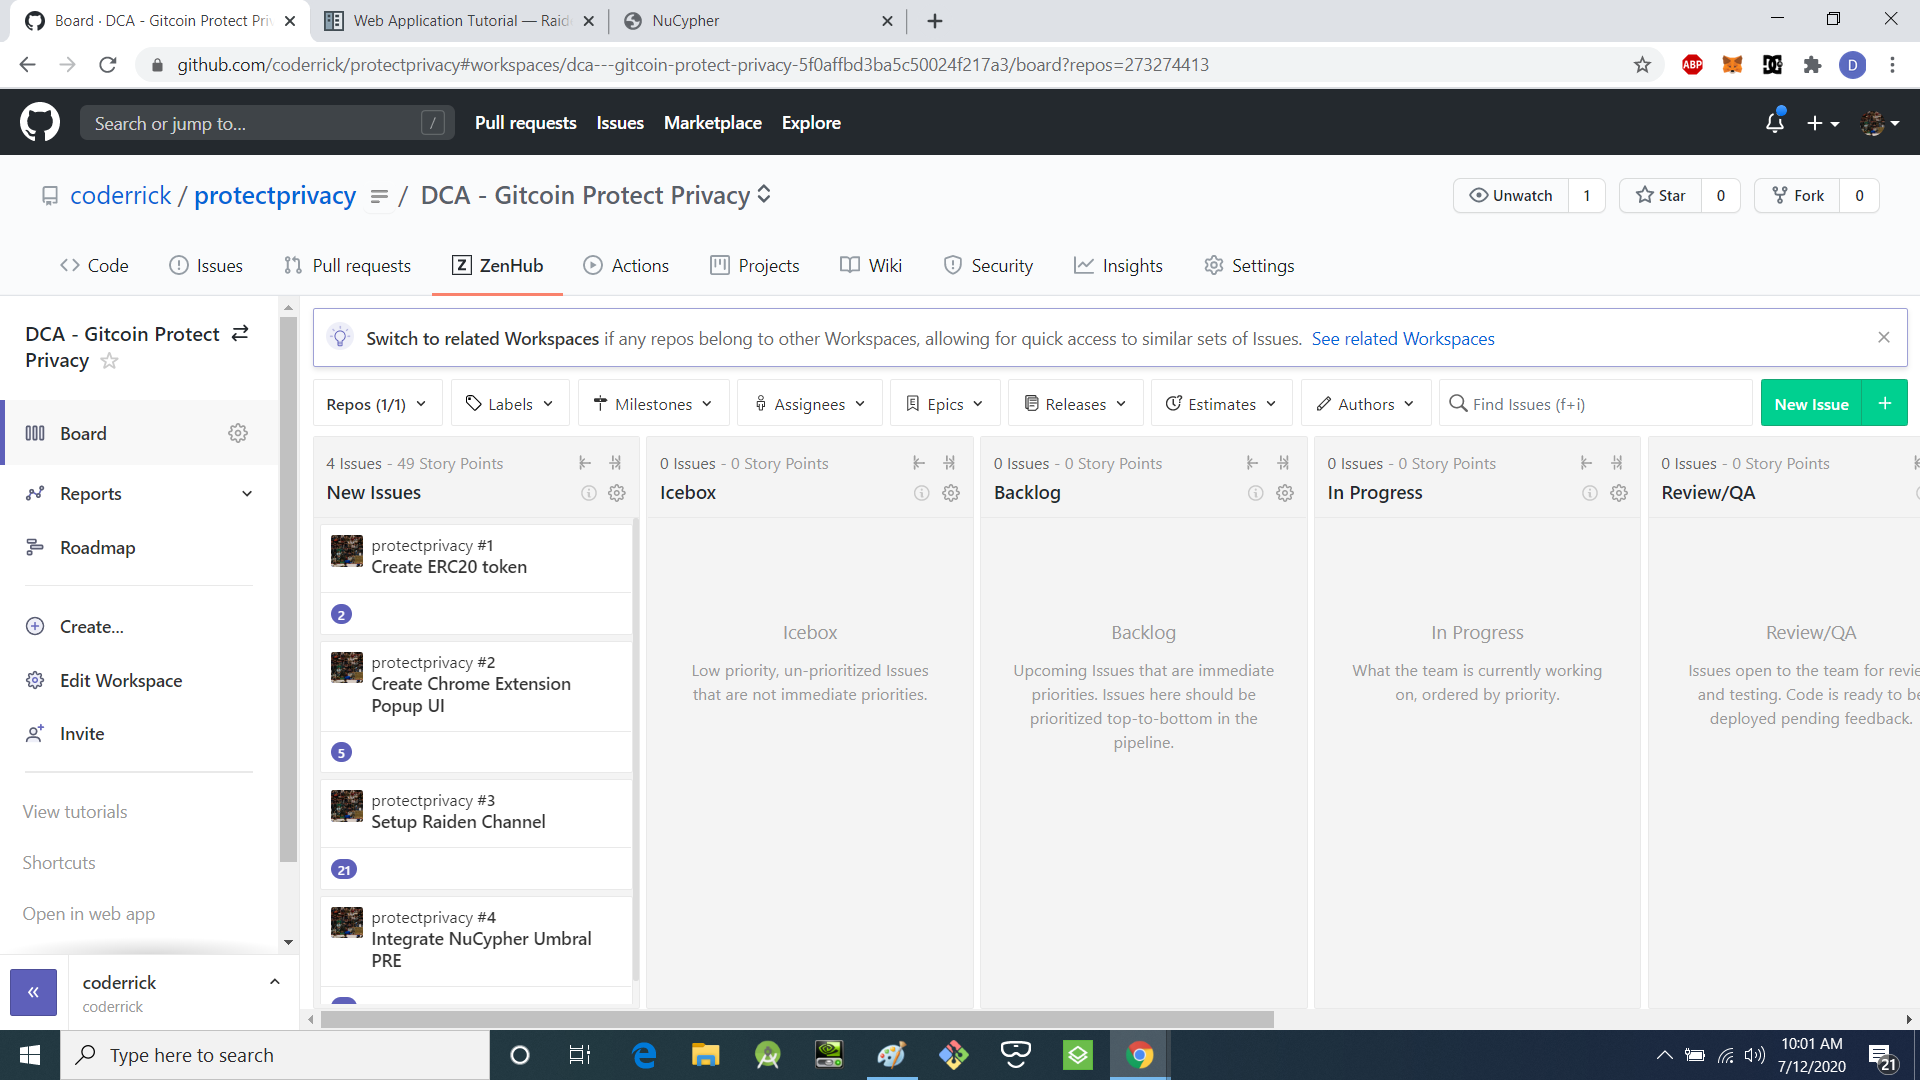 Board · DCA - Gitcoin Protect Priv
Web Application Tutorial — Raide
NuCypher
github.com/coderrick/protectprivacy#workspaces/dca---gitcoin-protect-privacy-5f0affbd3ba5c50024f217a3/board?repos=273274413
ABP
D
Search or jump to...
/
Pull requests
Issues
Marketplace
Explore
coderrick / protectprivacy / DCA - Gitcoin Protect Privacy
Unwatch 1
Star 0
Fork 0
Code
Issues
Pull requests
Z ZenHub
Actions
Projects
Wiki
Security
Insights
Settings
DCA - Gitcoin Protect
Privacy
Board
Reports
Roadmap
Create...
Edit Workspace
Invite
View tutorials
Shortcuts
Open in web app
coderrick
coderrick
Switch to related Workspaces if any repos belong to other Workspaces, allowing for quick access to similar sets of Issues. See related Workspaces
Repos (1/1)
Labels
Milestones
Assignees
Epics
Releases
Estimates
Authors
Find Issues (f+i)
New Issue +
4 Issues - 49 Story Points
New Issues
protectprivacy #1
Create ERC20 token
2
protectprivacy #2
Create Chrome Extension
Popup UI
5
protectprivacy #3
Setup Raiden Channel
21
protectprivacy #4
Integrate NuCypher Umbral
PRE
0 Issues - 0 Story Points
Icebox
Icebox
Low priority, un-prioritized Issues
that are not immediate priorities.
0 Issues - 0 Story Points
Backlog
Backlog
Upcoming Issues that are immediate
priorities. Issues here should be
prioritized top-to-bottom in the
pipeline.
0 Issues - 0 Story Points
In Progress
In Progress
What the team is currently working
on, ordered by priority.
0 Issues - 0 Story Points
Review/QA
Review/QA
Issues open to the team for revie
and testing. Code is ready to be
deployed pending feedback.
Type here to search
10:01 AM
7/12/2020
21